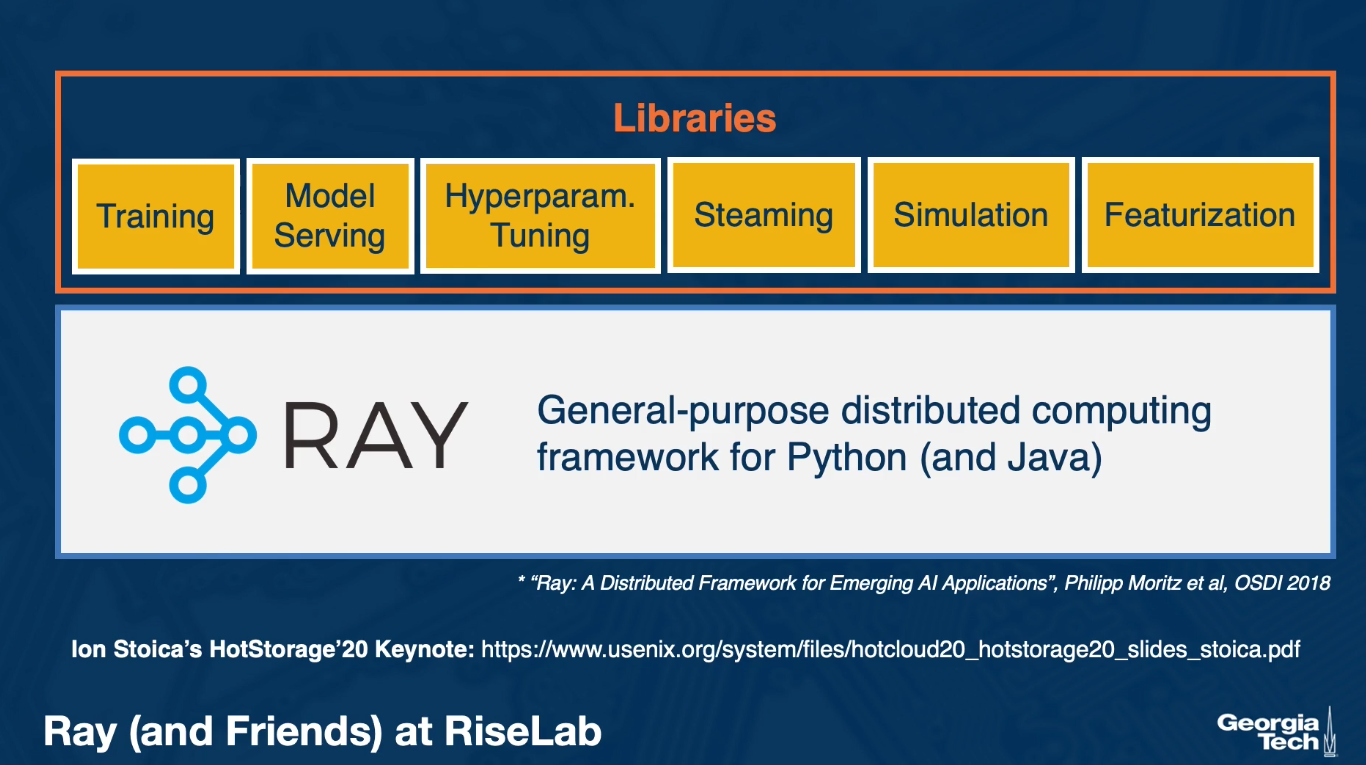 Libraries
Training
Model
Serving
Hyperparam.
Tuning
Steaming
Simulation
Featurization
RAY
General-purpose distributed computing
framework for Python (and Java)
* “Ray: A Distributed Framework for Emerging AI Applications”, Philipp Moritz et al, OSDI 2018
Ion Stoica’s HotStorage’20 Keynote: https://www.usenix.org/system/files/hotcloud20_hotstorage20_slides_stoica.pdf
Ray (and Friends) at RiseLab
Georgia
Tech